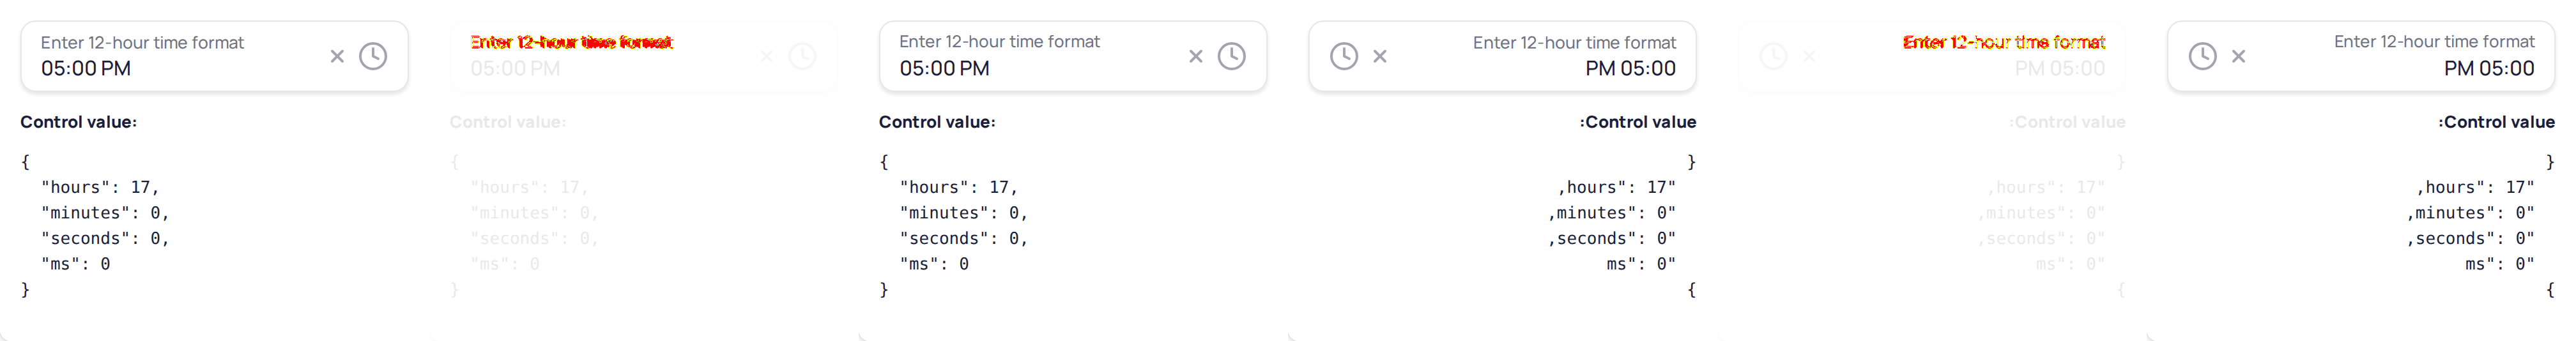 Enter 12-hour time format
05:00 PM
Control value:
{
"hours": 17,
"minutes": 0,
"seconds": 0,
"ms": 0
}
Enter 12-hour time format
05:00 PM
Control value:
{
"hours": 17,
"minutes": 0,
"seconds": 0,
"ms": 0
}
Enter 12-hour time format
05:00 PM
Control value:
{
"hours": 17,
"minutes": 0,
"seconds": 0,
"ms": 0
}
Enter 12-hour time format
PM 05:00
:Control value
}
,hours": 17"
,minutes": 0"
,seconds": 0"
ms": 0"
{
Enter 12-hour time format
PM 05:00
:Control value
}
,hours": 17"
,minutes": 0"
,seconds": 0"
ms": 0"
{
Enter 12-hour time format
PM 05:00
:Control value
}
,hours": 17"
,minutes": 0"
,seconds": 0"
ms": 0"
{